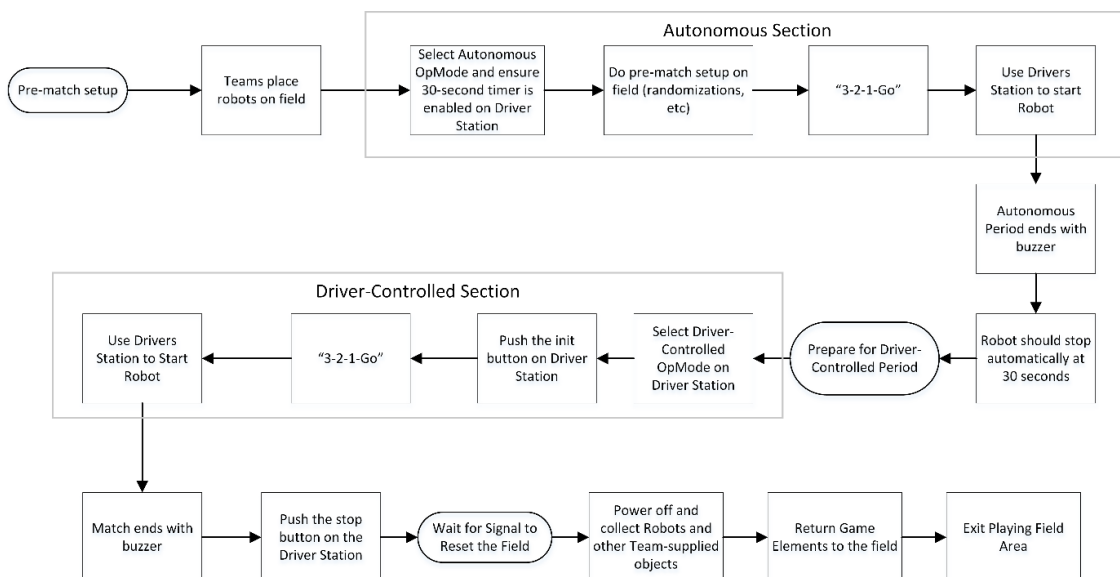 Autonomous Section
Pre-match setup
Teams place
robots on field
Select Autonomous
OpMode and ensure
30-second timer is
enabled on Driver
Station
Do pre-match setup on
field (randomizations,
etc)
“3-2-1-Go”
Use Drivers
Station to start
Robot
Autonomous
Period ends with
buzzer
Robot should stop
automatically at
30 seconds
Prepare for Driver-
Controlled Period
Driver-Controlled Section
Select Driver-
Controlled
OpMode on
Driver Station
Push the init
button on Driver
Station
“3-2-1-Go”
Use Drivers
Station to Start
Robot
Match ends with
buzzer
Push the stop
button on the
Driver Station
Wait for Signal to
Reset the Field
Power off and
collect Robots and
other Team-supplied
objects
Return Game
Elements to the field
Exit Playing Field
Area